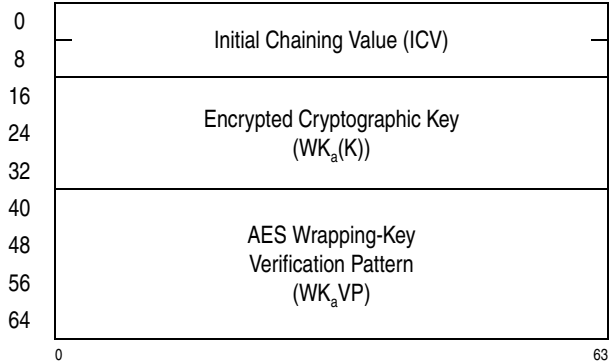 0
Initial Chaining Value (ICV)
8
16
Encrypted Cryptographic Key
24
(WKₐ(K))
32
40
AES Wrapping-Key
48
Verification Pattern
56
(WKₐVP)
64
0 63